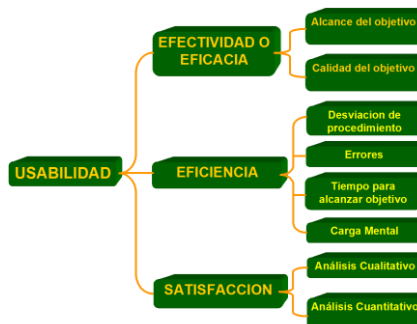 USABILIDAD
EFECTIVIDAD O
EFICACIA
Alcance del objetivo
Calidad del objetivo
EFICIENCIA
Desviacion de
procedimiento
Errores
Tiempo para
alcanzar objetivo
Carga Mental
SATISFACCION
Análisis Cualitativo
Análisis Cuantitativo